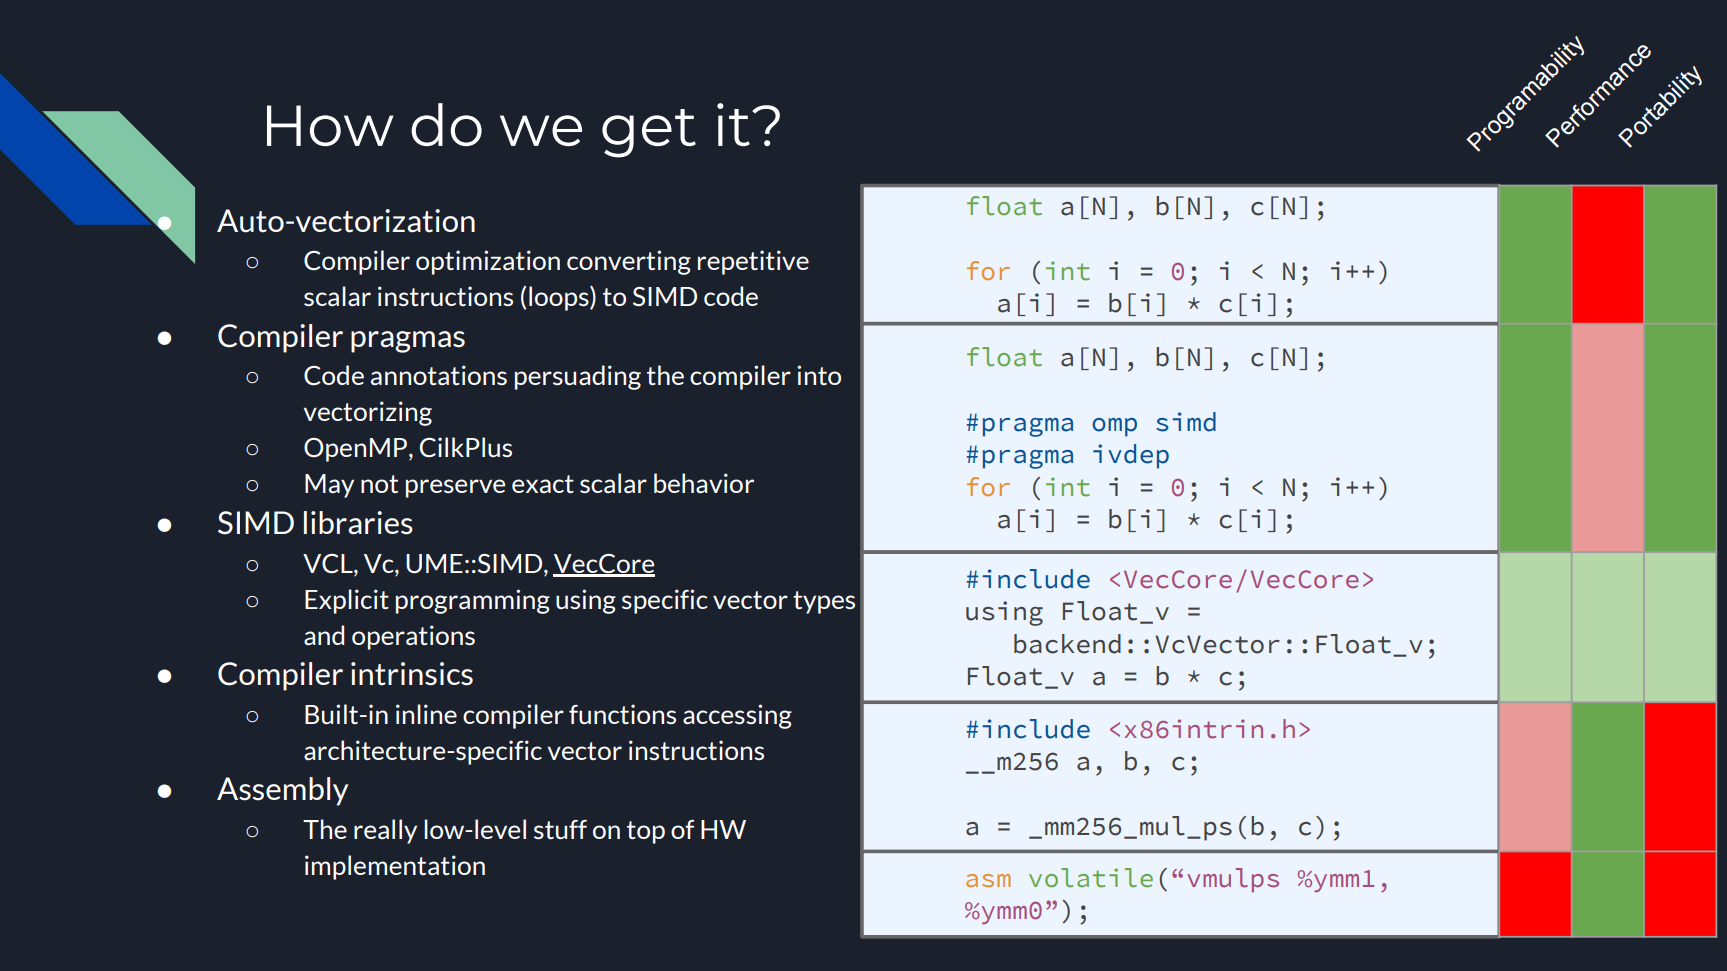 How do we get it?
Programability
Performance
Portability
● Auto-vectorization
○ Compiler optimization converting repetitive
scalar instructions (loops) to SIMD code
● Compiler pragmas
○ Code annotations persuading the compiler into
vectorizing
○ OpenMP, CilkPlus
○ May not preserve exact scalar behavior
● SIMD libraries
○ VCL, Vc, UME::SIMD, VecCore
○ Explicit programming using specific vector types
and operations
● Compiler intrinsics
○ Built-in inline compiler functions accessing
architecture-specific vector instructions
● Assembly
○ The really low-level stuff on top of HW
implementation
float a[N], b[N], c[N];
for (int i = 0; i < N; i++)
a[i] = b[i] * c[i];
float a[N], b[N], c[N];
#pragma omp simd
#pragma ivdep
for (int i = 0; i < N; i++)
a[i] = b[i] * c[i];
#include <VecCore/VecCore>
using Float_v =
backend::VcVector::Float_v;
Float_v a = b * c;
#include <x86intrin.h>
__m256 a, b, c;
a = _mm256_mul_ps(b, c);
asm volatile(“vmulps %ymm1,
%ymm0”);